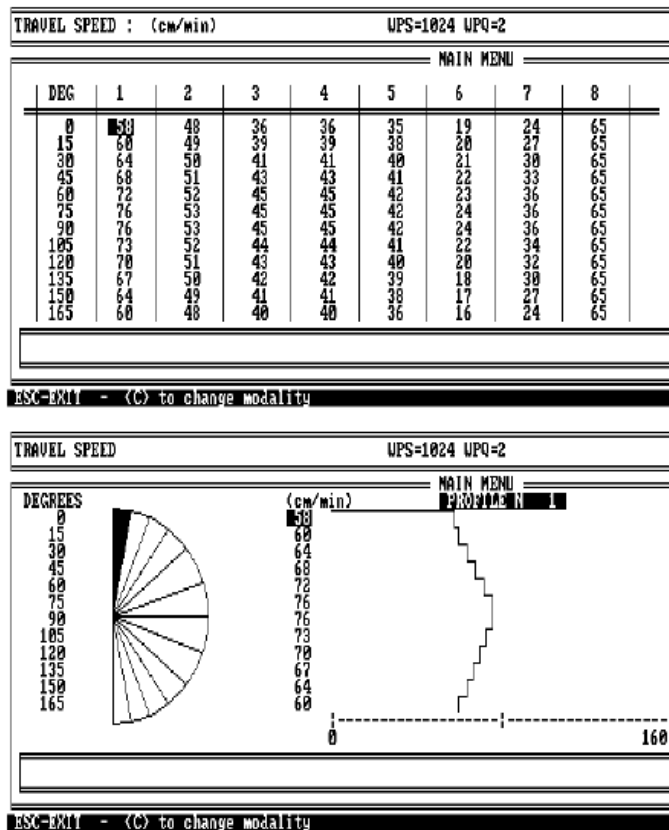 TRAVEL SPEED : (cm/min) WPS=1024 WPQ=2
MAIN MENU
DEG 1 2 3 4 5 6 7 8
0 58 48 36 36 35 19 24 65
15 60 49 39 39 38 20 27 65
30 64 50 41 41 40 21 30 65
45 68 51 43 43 41 22 33 65
60 72 52 45 45 42 23 36 65
75 76 53 45 45 42 24 36 65
90 76 53 45 45 42 24 36 65
105 73 52 44 44 41 22 34 65
120 70 51 43 43 40 20 32 65
135 67 50 42 42 39 18 30 65
150 64 49 41 41 38 17 27 65
165 60 48 40 40 36 16 24 65
ESC-EXIT - <C> to change modality
TRAVEL SPEED WPS=1024 WPQ=2
MAIN MENU
DEGREES (cm/min) PROFILE N 1
0 58
15 60
30 64
45 68
60 72
75 76
90 76
105 73
120 70
135 67
150 64
165 60
0 160
ESC-EXIT - <C> to change modality